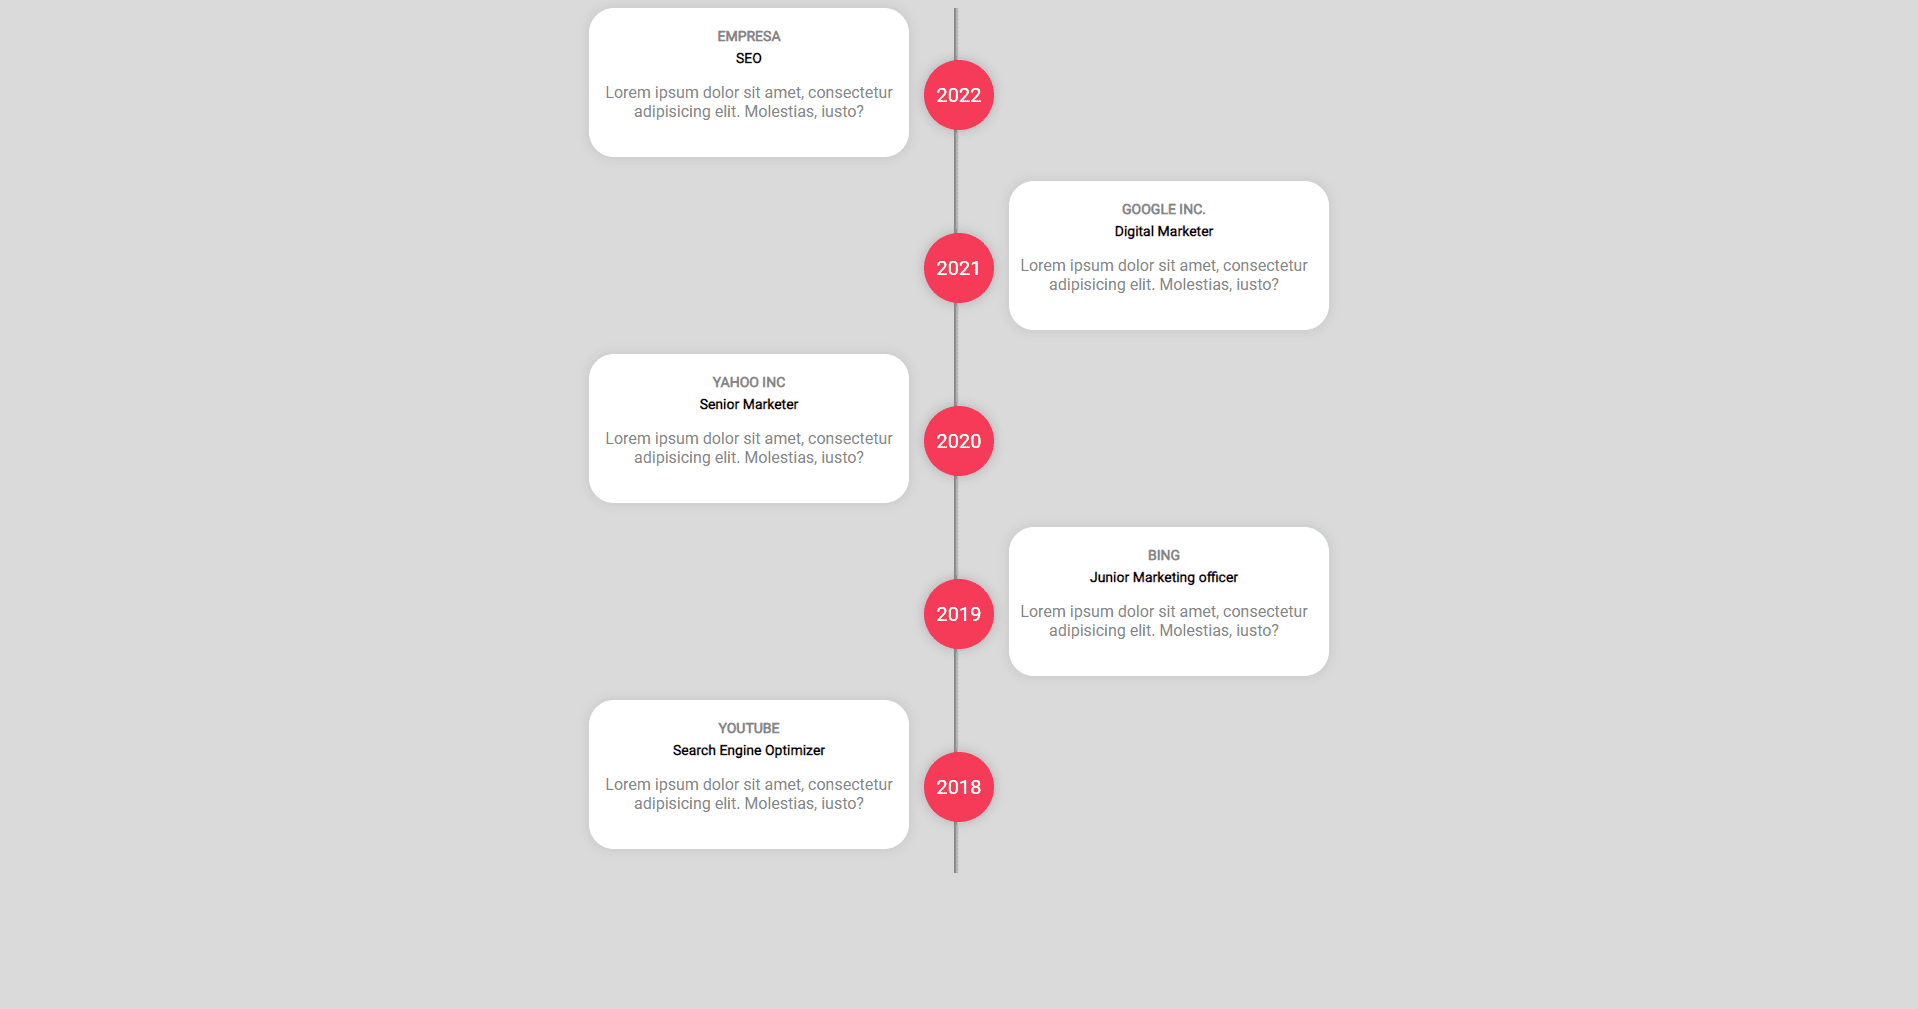 EMPRESA
SEO
Lorem ipsum dolor sit amet, consectetur
adipisicing elit. Molestias, iusto?
2022
GOOGLE INC.
Digital Marketer
Lorem ipsum dolor sit amet, consectetur
adipisicing elit. Molestias, iusto?
2021
YAHOO INC
Senior Marketer
Lorem ipsum dolor sit amet, consectetur
adipisicing elit. Molestias, iusto?
2020
BING
Junior Marketing officer
Lorem ipsum dolor sit amet, consectetur
adipisicing elit. Molestias, iusto?
2019
YOUTUBE
Search Engine Optimizer
Lorem ipsum dolor sit amet, consectetur
adipisicing elit. Molestias, iusto?
2018